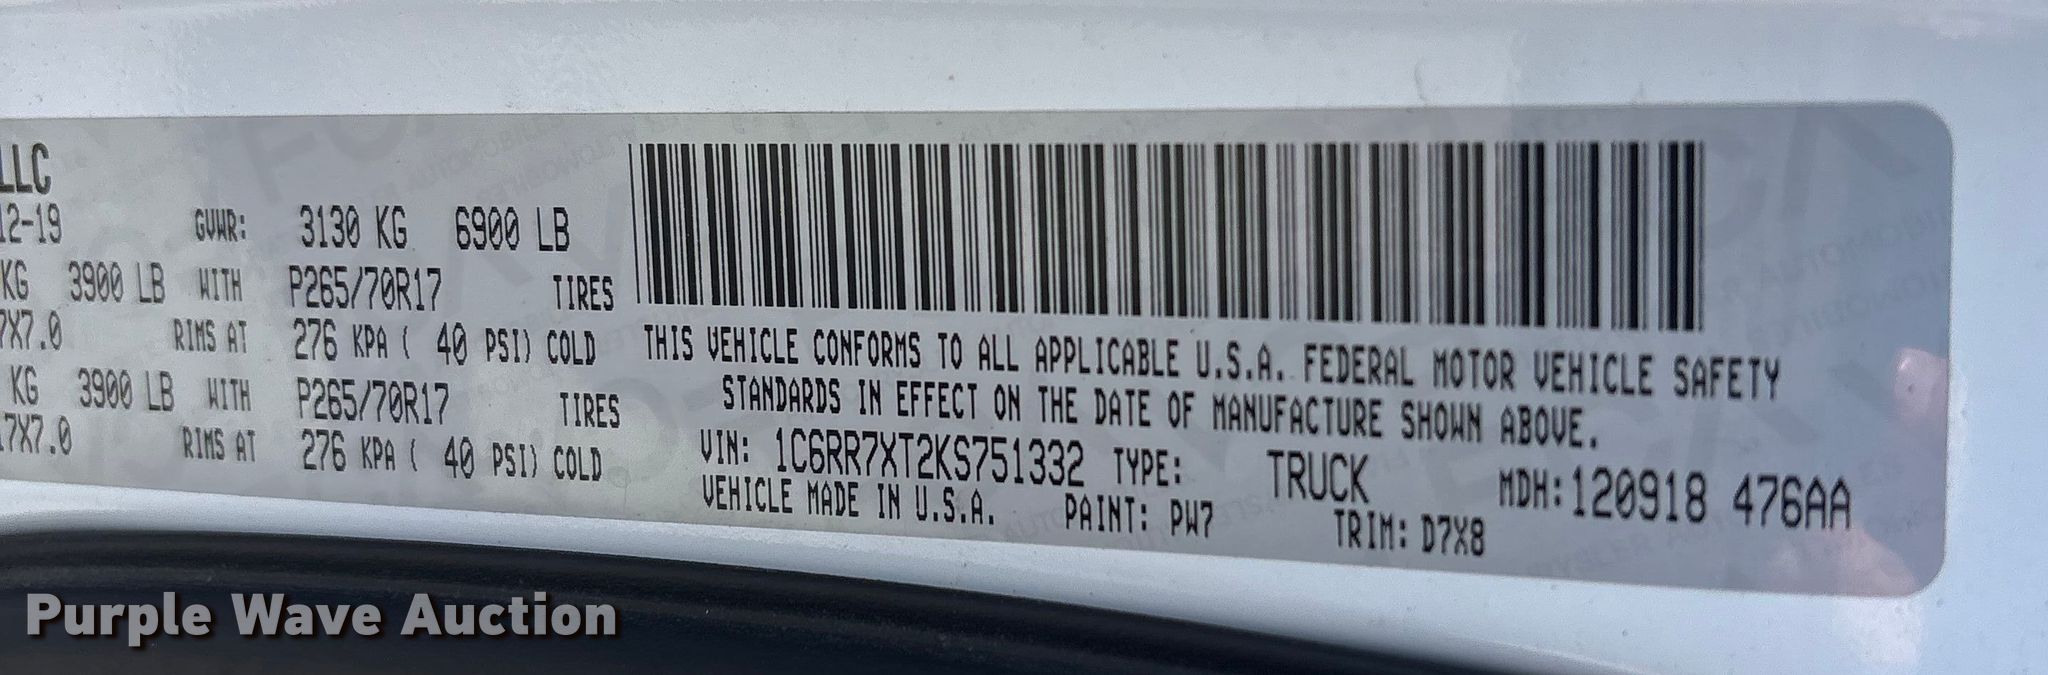 LLC
12-19 GVWR: 3130 KG 6900 LB
KG 3900 LB WITH P265/70R17 TIRES
7X7.0 RIMS AT 276 KPA ( 40 PSI) COLD
KG 3900 LB WITH P265/70R17 TIRES
17X7.0 RIMS AT 276 KPA ( 40 PSI) COLD
THIS VEHICLE CONFORMS TO ALL APPLICABLE U.S.A. FEDERAL MOTOR VEHICLE SAFETY
STANDARDS IN EFFECT ON THE DATE OF MANUFACTURE SHOWN ABOVE.
VIN: 1C6RR7XT2KS751332 TYPE: TRUCK MDH:120918 476AA
VEHICLE MADE IN U.S.A. PAINT: PW7 TRIM: D7X8
Purple Wave Auction